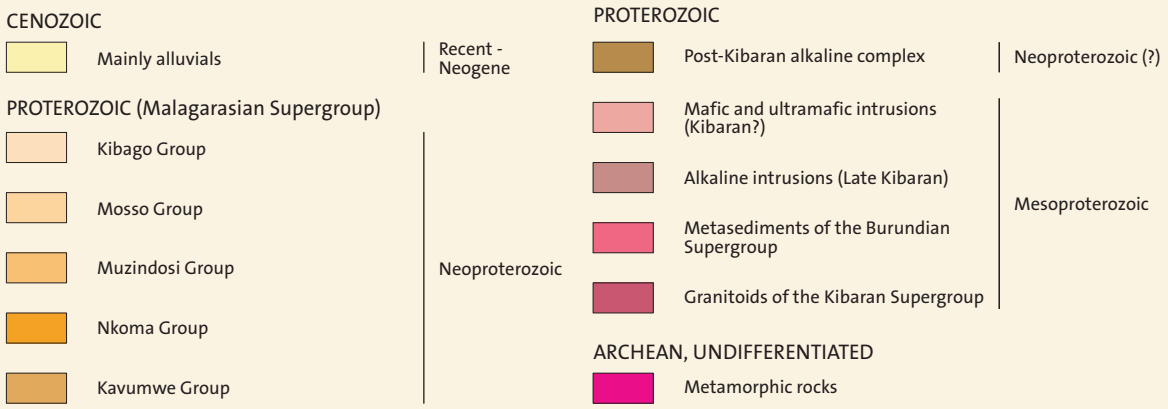 CENOZOIC
Mainly alluvials
Recent -
Neogene
PROTEROZOIC (Malagarasian Supergroup)
Kibago Group
Mosso Group
Muzindosi Group
Nkoma Group
Kavumwe Group
Neoproterozoic
PROTEROZOIC
Post-Kibaran alkaline complex
Neoproterozoic (?)
Mafic and ultramafic intrusions
(Kibaran?)
Alkaline intrusions (Late Kibaran)
Metasediments of the Burundian
Supergroup
Granitoids of the Kibaran Supergroup
Mesoproterozoic
ARCHEAN, UNDIFFERENTIATED
Metamorphic rocks